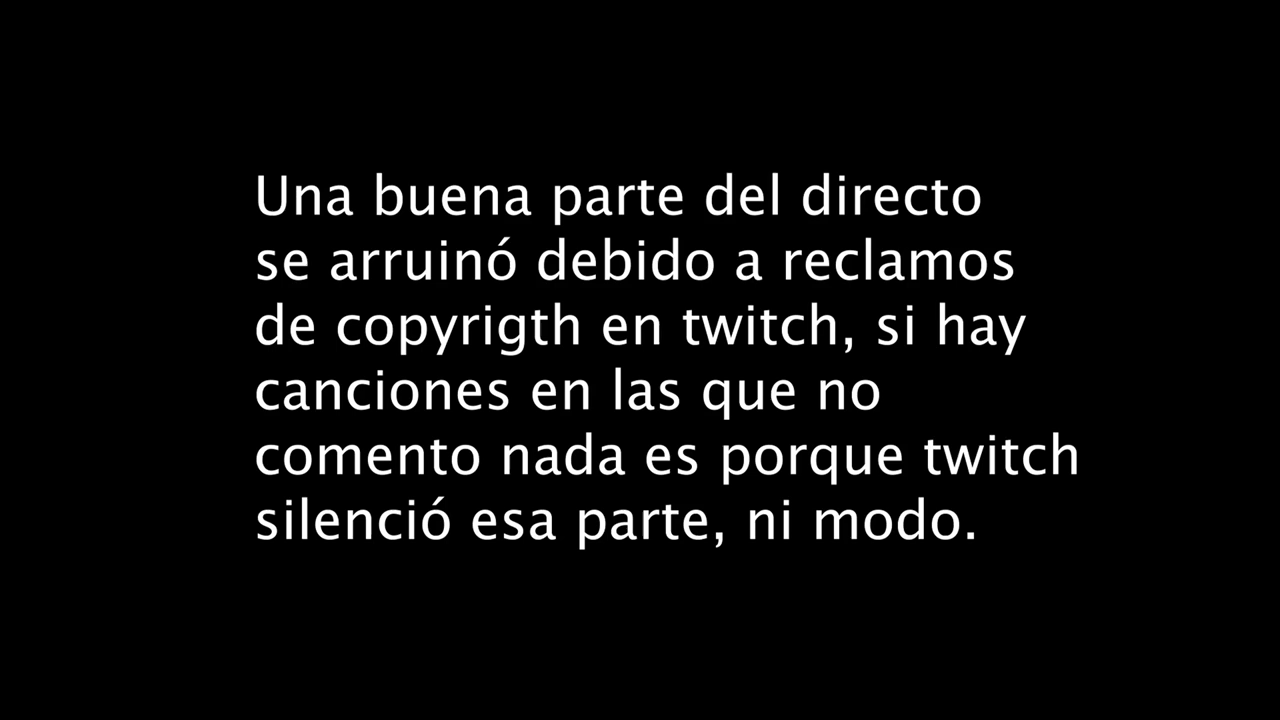 Una buena parte del directo
se arruinó debido a reclamos
de copyrigth en twitch, si hay
canciones en las que no
comento nada es porque twitch
silenció esa parte, ni modo.